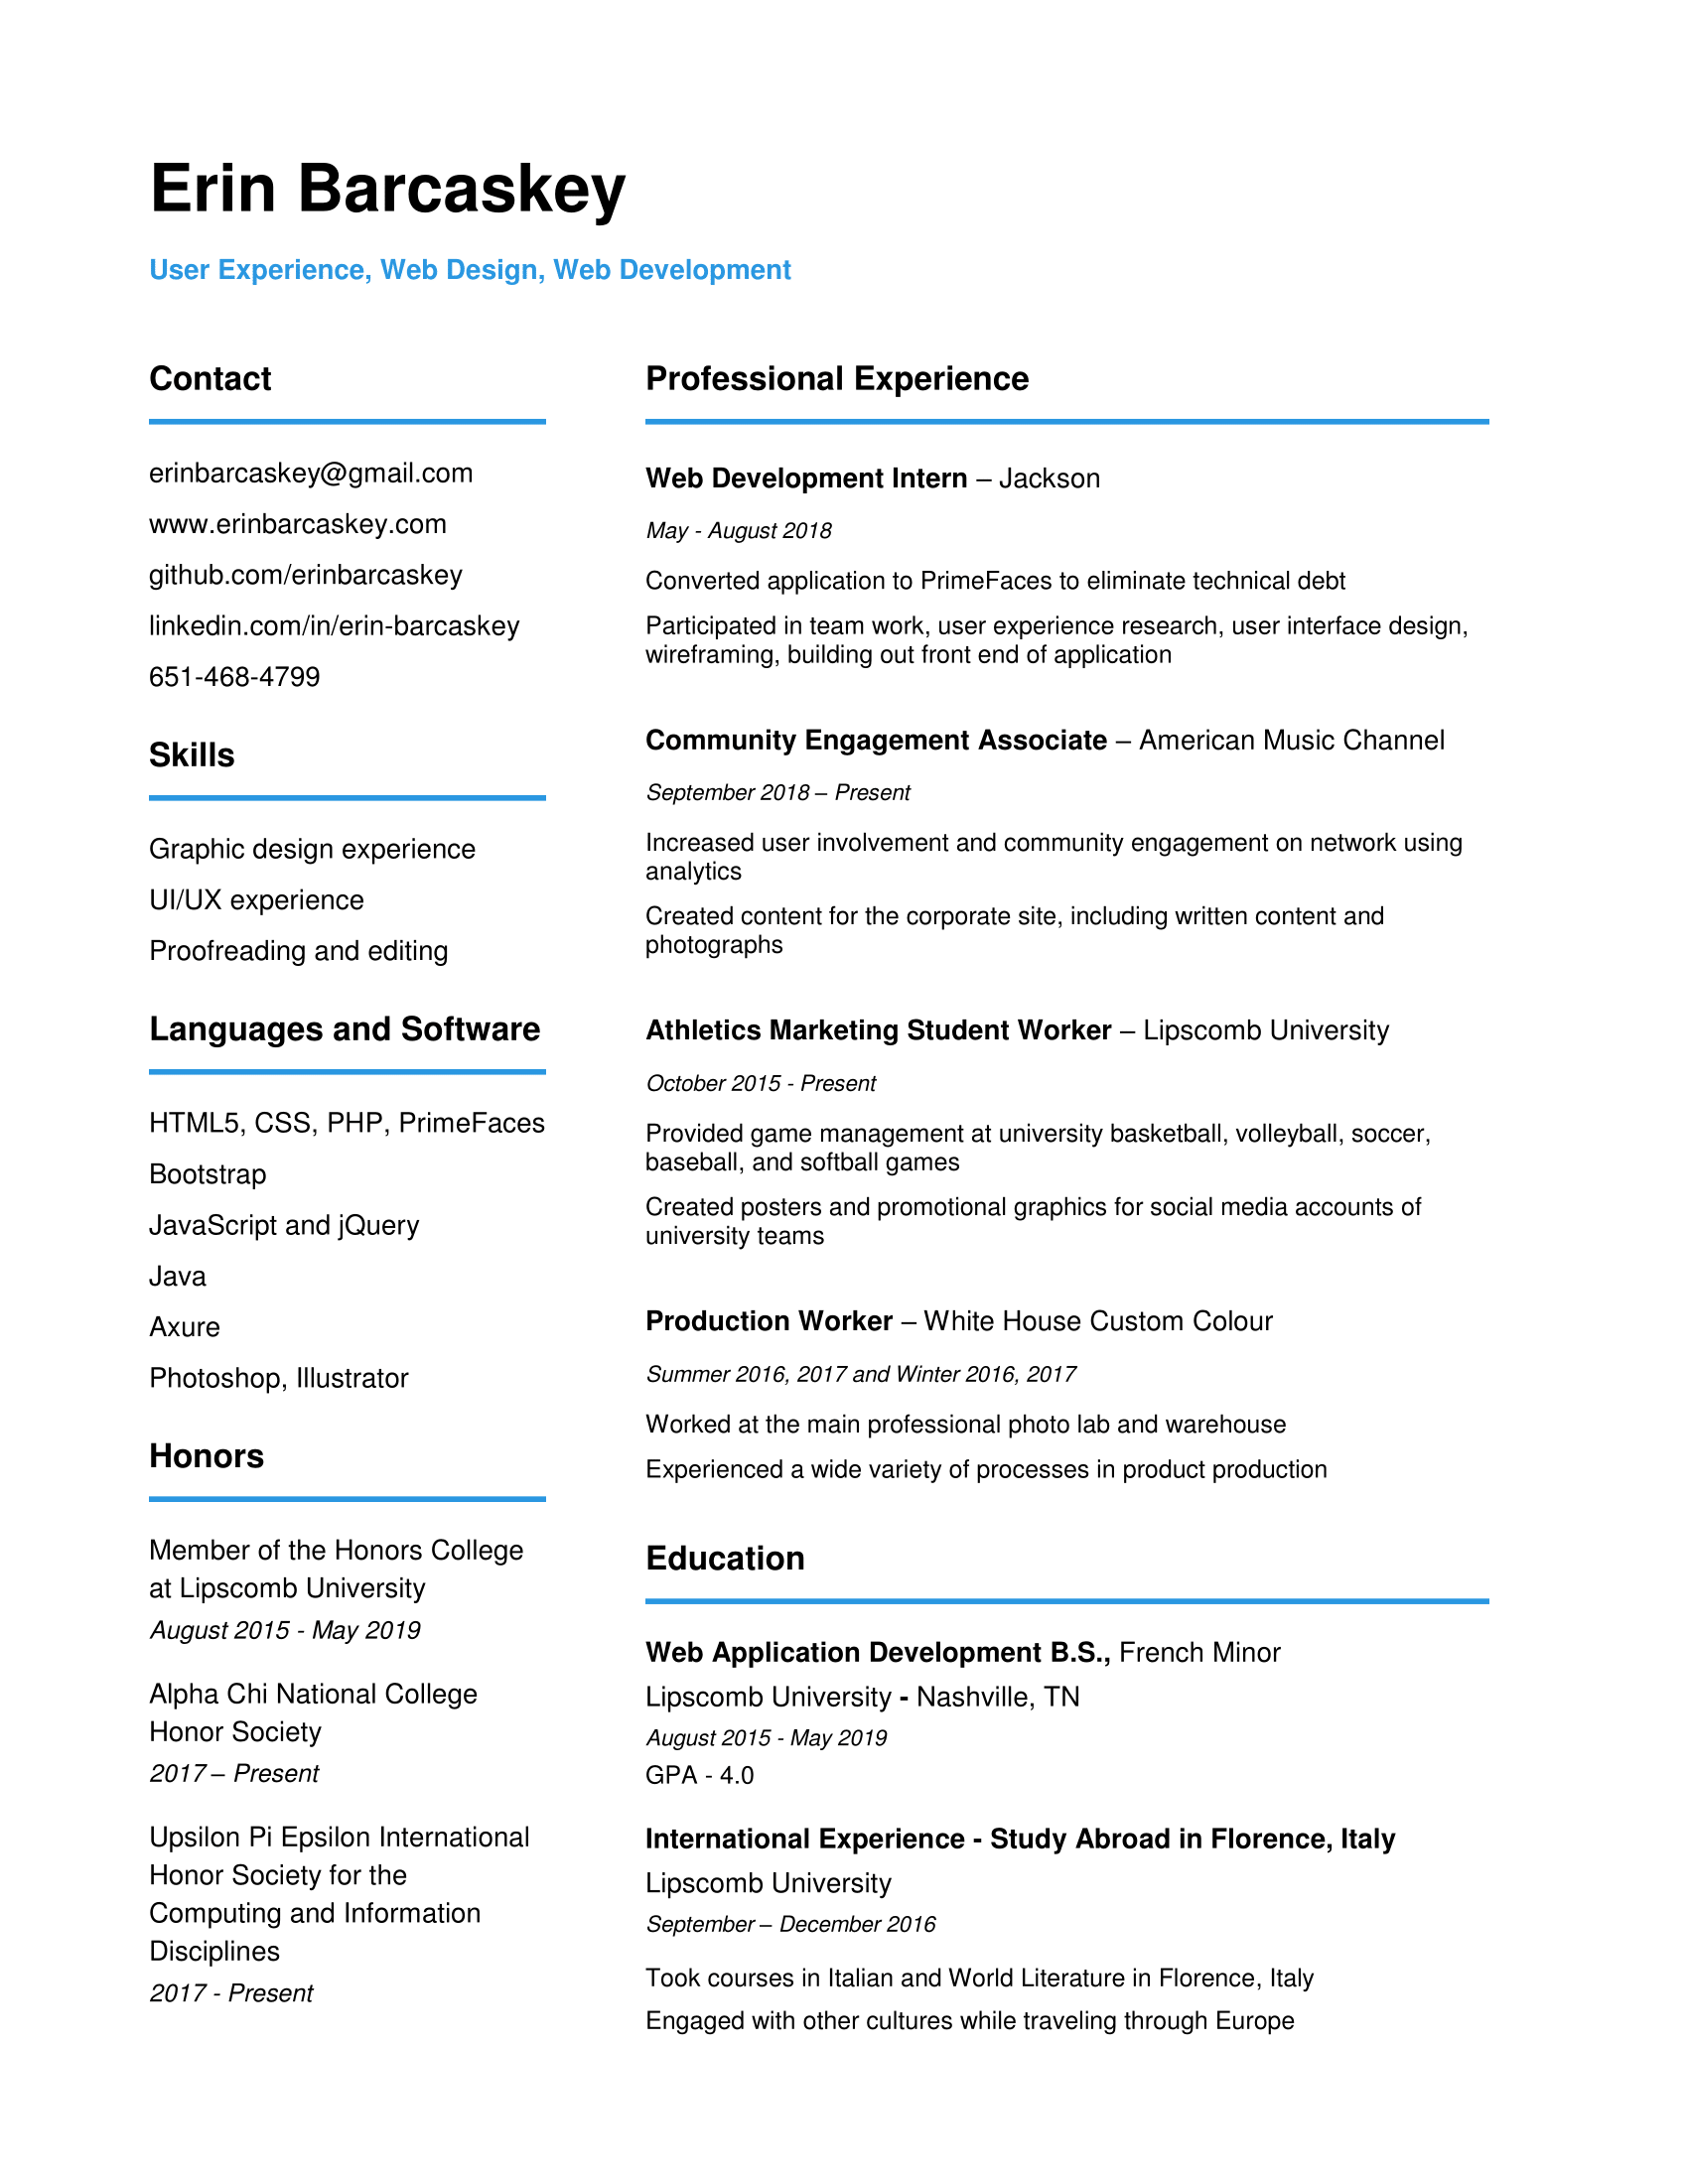 Erin Barcaskey
User Experience, Web Design, Web Development
Contact
erinbarcaskey@gmail.com
www.erinbarcaskey.com
github.com/erinbarcaskey
linkedin.com/in/erin-barcaskey
651-468-4799
Skills
Graphic design experience
UI/UX experience
Proofreading and editing
Languages and Software
HTML5, CSS, PHP, PrimeFaces
Bootstrap
JavaScript and jQuery
Java
Axure
Photoshop, Illustrator
Honors
Member of the Honors College
at Lipscomb University
August 2015 - May 2019
Alpha Chi National College
Honor Society
2017 – Present
Upsilon Pi Epsilon International
Honor Society for the
Computing and Information
Disciplines
2017 - Present
Professional Experience
Web Development Intern – Jackson
May - August 2018
Converted application to PrimeFaces to eliminate technical debt
Participated in team work, user experience research, user interface design,
wireframing, building out front end of application
Community Engagement Associate – American Music Channel
September 2018 – Present
Increased user involvement and community engagement on network using
analytics
Created content for the corporate site, including written content and
photographs
Athletics Marketing Student Worker – Lipscomb University
October 2015 - Present
Provided game management at university basketball, volleyball, soccer,
baseball, and softball games
Created posters and promotional graphics for social media accounts of
university teams
Production Worker – White House Custom Colour
Summer 2016, 2017 and Winter 2016, 2017
Worked at the main professional photo lab and warehouse
Experienced a wide variety of processes in product production
Education
Web Application Development B.S., French Minor
Lipscomb University - Nashville, TN
August 2015 - May 2019
GPA - 4.0
International Experience - Study Abroad in Florence, Italy
Lipscomb University
September – December 2016
Took courses in Italian and World Literature in Florence, Italy
Engaged with other cultures while traveling through Europe